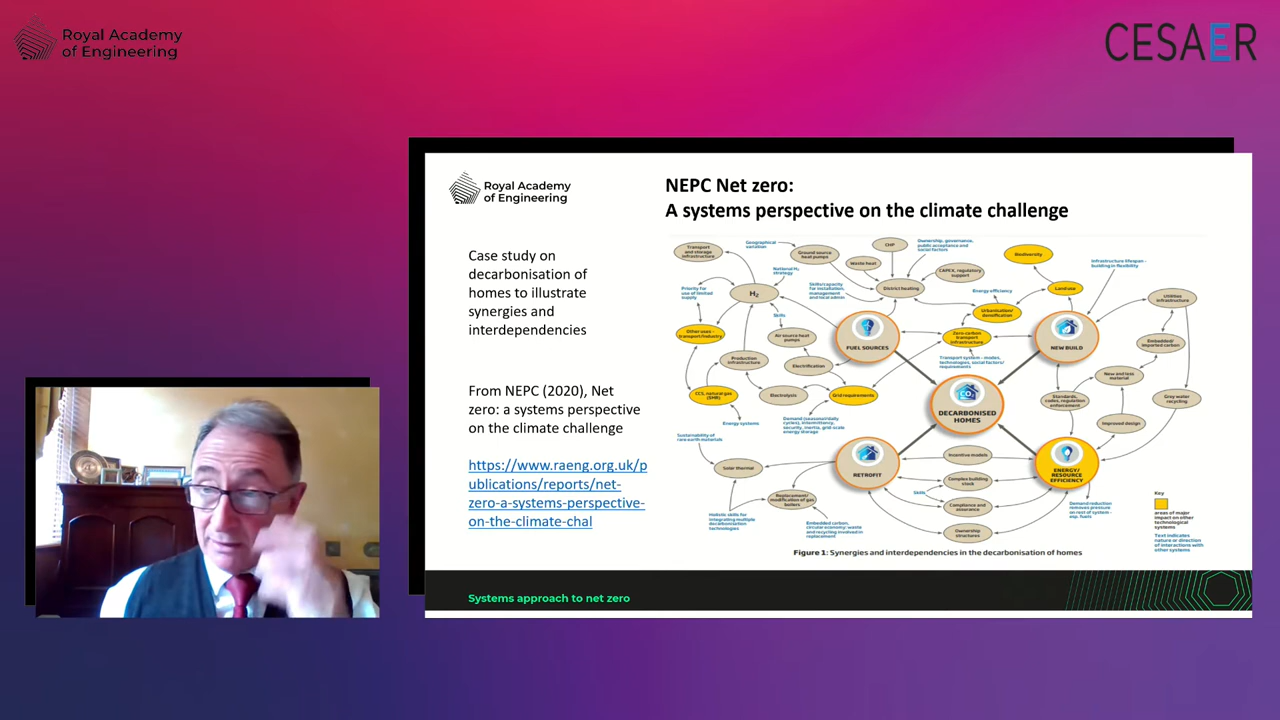 Royal Academy
of Engineering
CESAER
Royal Academy
of Engineering
NEPC Net zero:
A systems perspective on the climate challenge
Case study on
decarbonisation of
homes to illustrate
synergies and
interdependencies
From NEPC (2020), Net
zero: a systems perspective
on the climate challenge
https://www.raeng.org.uk/p
ublications/reports/net-
zero-a-systems-perspective-
on-the-climate-chal
Transport
and storage
infrastructure
Geographical
variation
Ground source
heat pumps
CHP
Ownership, governance,
public acceptance and
social factors
Biodiversity
Infrastructure lifespan -
building in flexibility
Waste heat
National H2
strategy
CAPEX, regulatory
support
Priority for
use of limited
supply
H2
Skills/capacity
for installation,
management
and local admin
District heating
Energy efficiency
Land use
Utilities
infrastructure
Skills
Urbanisation/
densification
Other uses -
transport/industry
Air source heat
pumps
FUEL SOURCES
Zero-carbon
transport
infrastructure
NEW BUILD
Embedded/
imported carbon
Production
infrastructure
Electrification
Transport system - modes,
technologies, social factors/
requirements
New and less
material
CCS, natural gas
(SMR)
Electrolysis
Grid requirements
CO2
DECARBONISED
HOMES
Standards,
codes, regulation
enforcement
Grey water
recycling
Energy systems
Demand (seasonal/daily
cycles), intermittency,
security, inertia, grid-scale
energy storage
Improved design
Sustainability of
rare earth materials
Solar thermal
RETROFIT
Incentive models
ENERGY/
RESOURCE
EFFICIENCY
Complex building
stock
Replacement/
modification of gas
boilers
Skills
Compliance and
assurance
Demand reduction
removes pressure
on rest of system -
esp. fuels
Key
areas of major
impact on other
technological
systems
Holistic skills for
integrating multiple
decarbonisation
technologies
Embedded carbon,
circular economy: waste
and recycling involved in
replacement
Ownership
structures
Text indicates
nature or direction
of interactions with
other systems
Figure 1: Synergies and interdependencies in the decarbonisation of homes
Systems approach to net zero